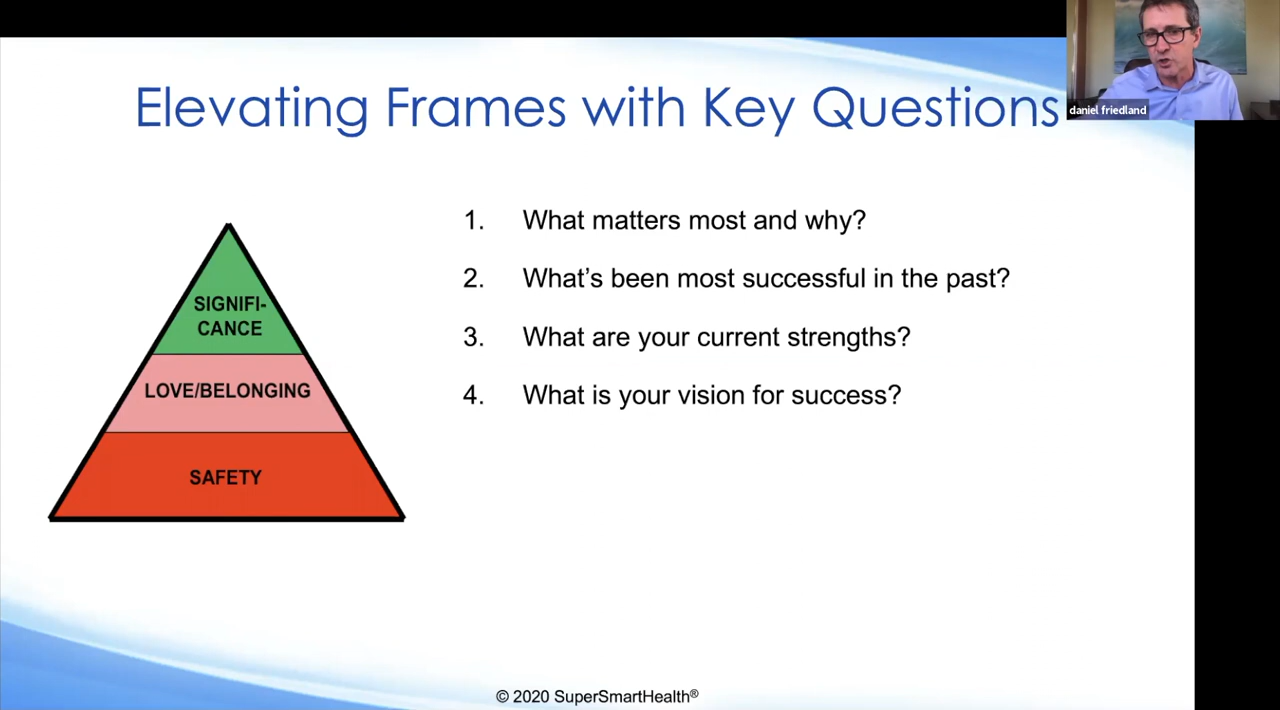 Elevating Frames with Key Questions
daniel friedland
1. What matters most and why?
2. What’s been most successful in the past?
3. What are your current strengths?
4. What is your vision for success?
SIGNIFI-
CANCE
LOVE/BELONGING
SAFETY
© 2020 SuperSmartHealth®